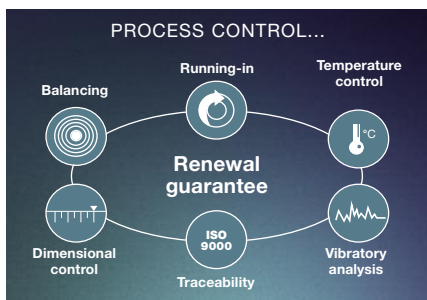 PROCESS CONTROL...
Running-in
Temperature
control
Balancing
°C
Renewal
guarantee
ISO
9000
Dimensional
control
Vibratory
analysis
Traceability